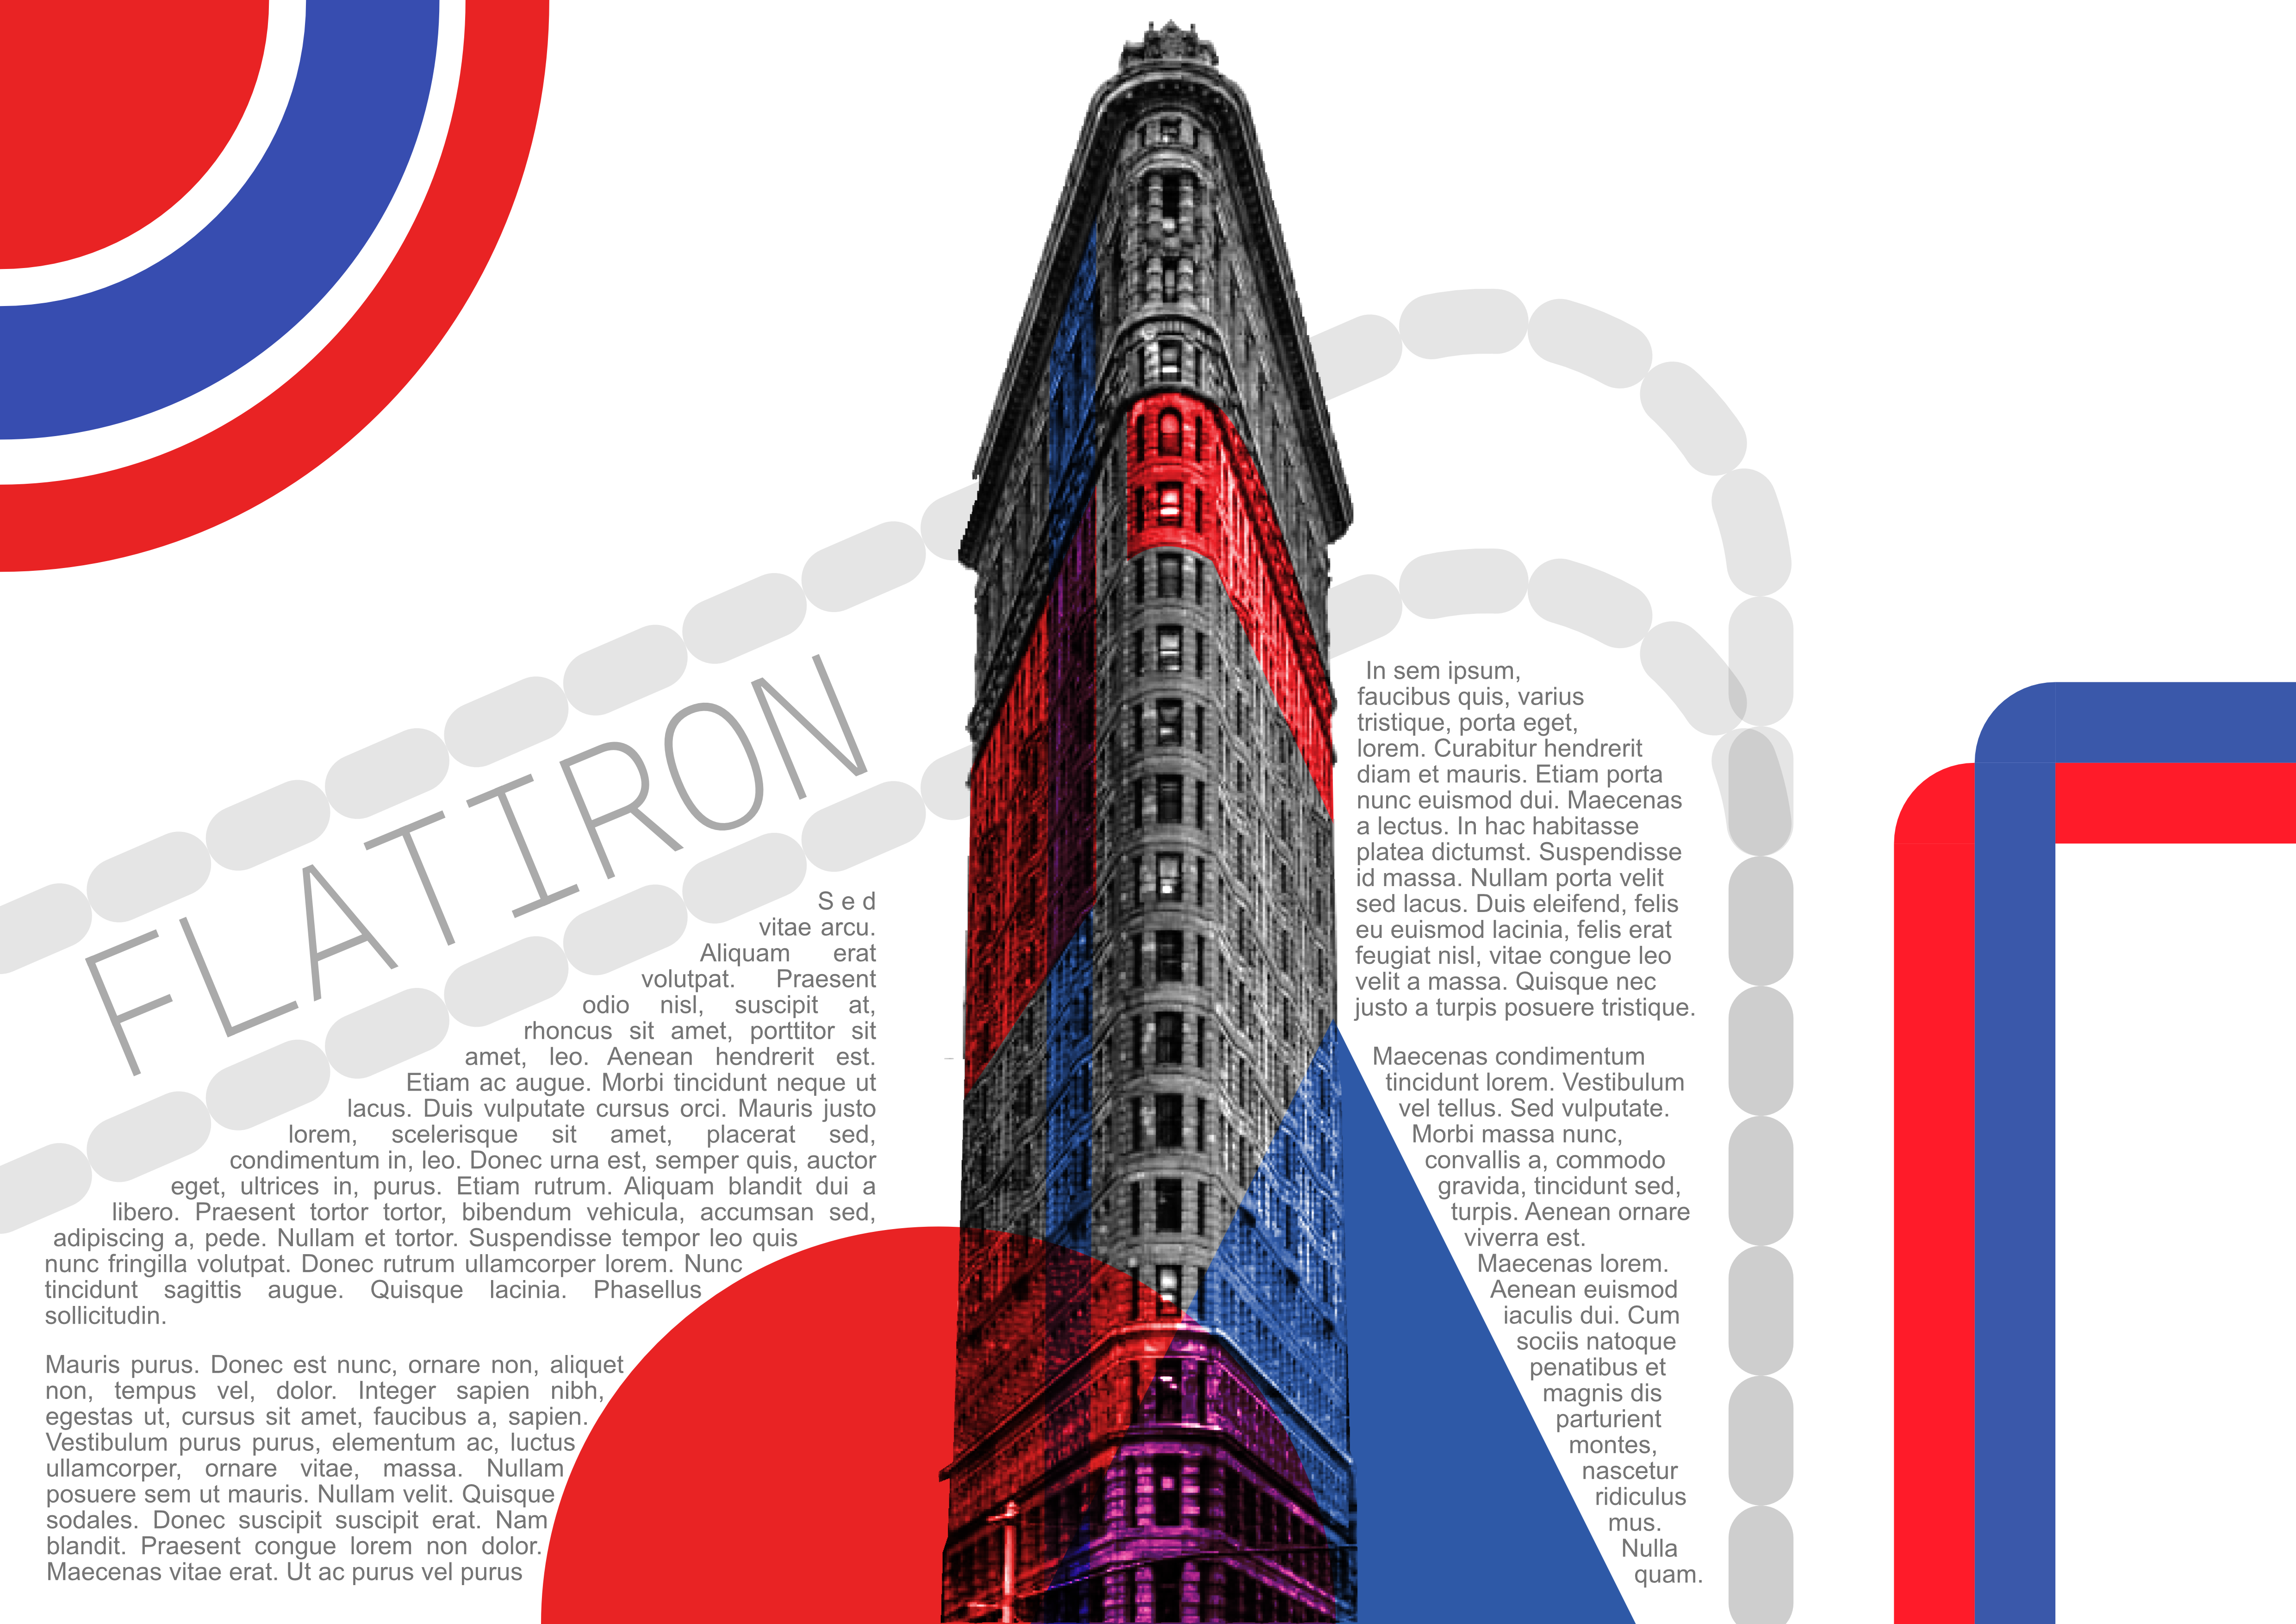 FLATIRON
S e d
vitae arcu.
Aliquam erat
volutpat. Praesent
odio nisl, suscipit at,
rhoncus sit amet, porttitor sit
amet, leo. Aenean hendrerit est.
Etiam ac augue. Morbi tincidunt neque ut
lacus. Duis vulputate cursus orci. Mauris justo
lorem, scelerisque sit amet, placerat sed,
condimentum in, leo. Donec urna est, semper quis, auctor
eget, ultrices in, purus. Etiam rutrum. Aliquam blandit dui a
libero. Praesent tortor tortor, bibendum vehicula, accumsan sed,
adipiscing a, pede. Nullam et tortor. Suspendisse tempor leo quis
nunc fringilla volutpat. Donec rutrum ullamcorper lorem. Nunc
tincidunt sagittis augue. Quisque lacinia. Phasellus
sollicitudin.
Mauris purus. Donec est nunc, ornare non, aliquet
non, tempus vel, dolor. Integer sapien nibh,
egestas ut, cursus sit amet, faucibus a, sapien.
Vestibulum purus purus, elementum ac, luctus
ullamcorper, ornare vitae, massa. Nullam
posuere sem ut mauris. Nullam velit. Quisque
sodales. Donec suscipit suscipit erat. Nam
blandit. Praesent congue lorem non dolor.
Maecenas vitae erat. Ut ac purus vel purus
In sem ipsum,
faucibus quis, varius
tristique, porta eget,
lorem. Curabitur hendrerit
diam et mauris. Etiam porta
nunc euismod dui. Maecenas
a lectus. In hac habitasse
platea dictumst. Suspendisse
id massa. Nullam porta velit
sed lacus. Duis eleifend, felis
eu euismod lacinia, felis erat
feugiat nisl, vitae congue leo
velit a massa. Quisque nec
justo a turpis posuere tristique.
Maecenas condimentum
tincidunt lorem. Vestibulum
vel tellus. Sed vulputate.
Morbi massa nunc,
convallis a, commodo
gravida, tincidunt sed,
turpis. Aenean ornare
viverra est.
Maecenas lorem.
Aenean euismod
iaculis dui. Cum
sociis natoque
penatibus et
magnis dis
parturient
montes,
nascetur
ridiculus
mus.
Nulla
quam.